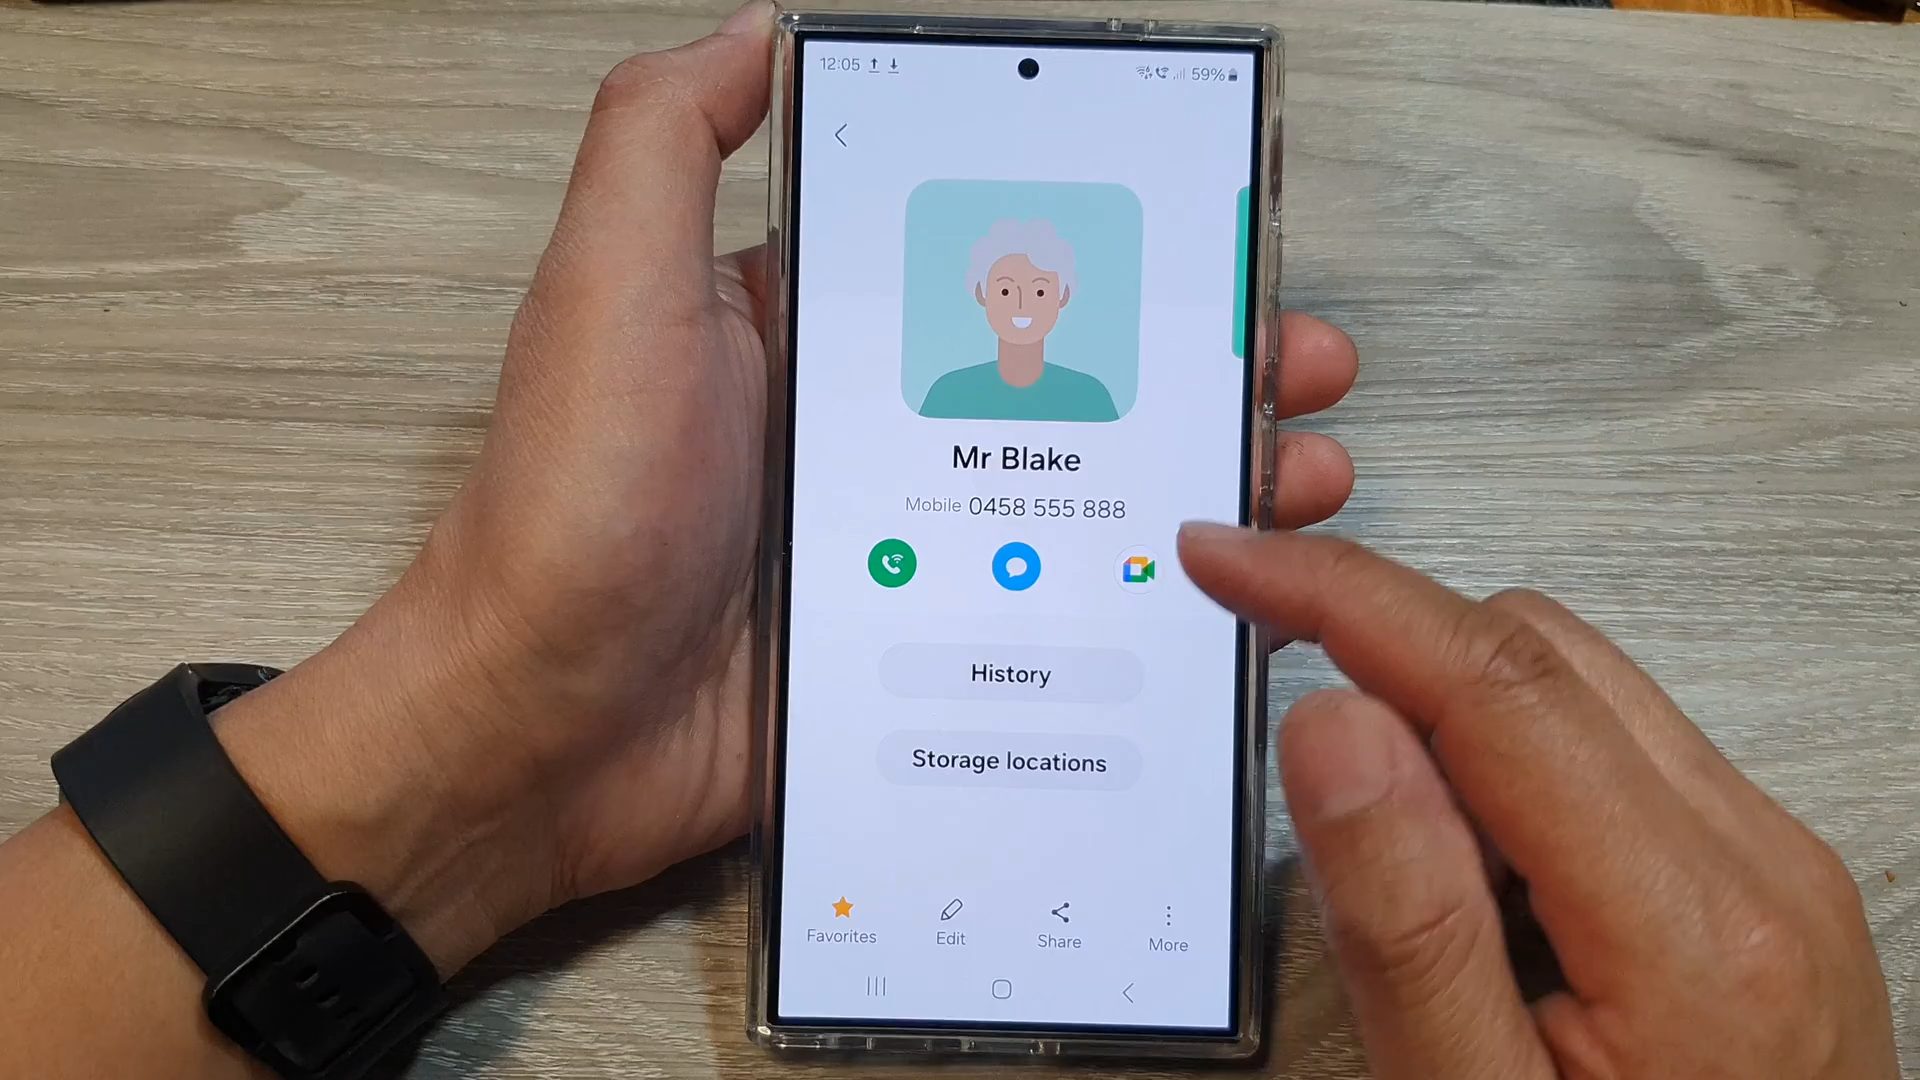 12:05 59%
Mr Blake
Mobile 0458 555 888
History
Storage locations
Favorites Edit Share More